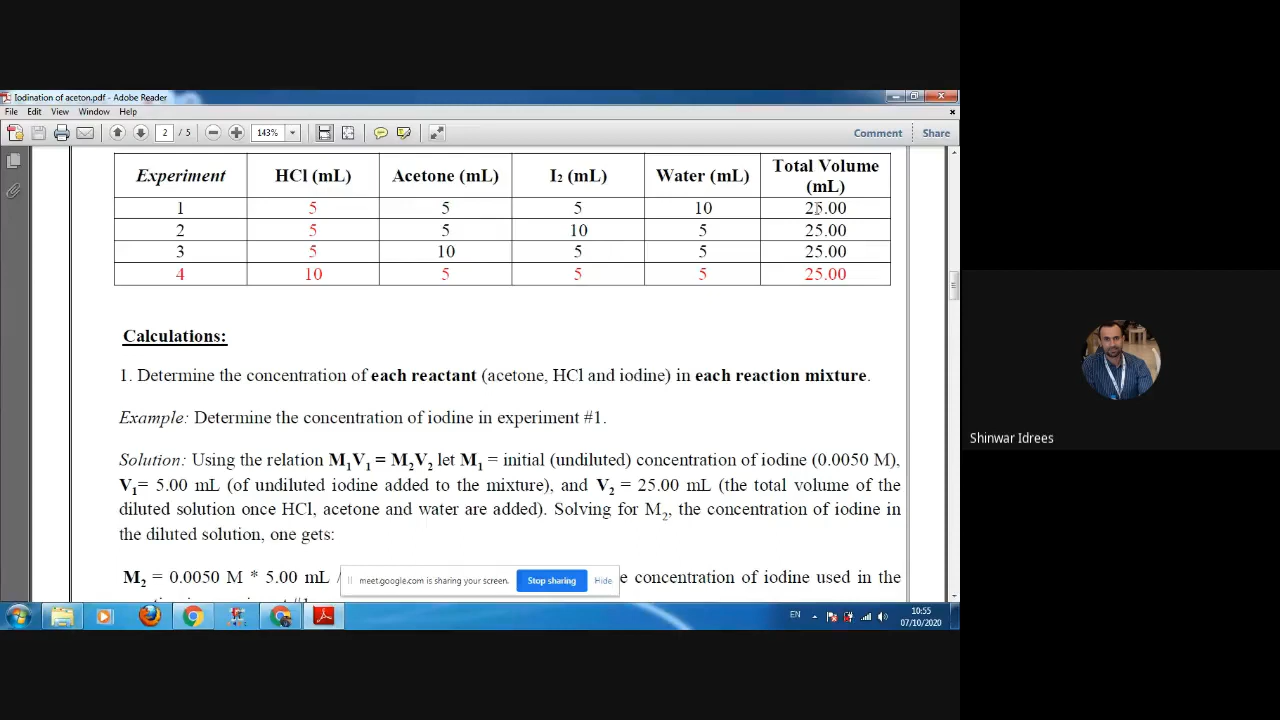 Iodination of aceton.pdf - Adobe Reader
File Edit View Window Help
2 / 5 143% Comment Share
Experiment HCl (mL) Acetone (mL) I2 (mL) Water (mL) Total Volume (mL)
1 5 5 5 10 25.00
2 5 5 10 5 25.00
3 5 10 5 5 25.00
4 10 5 5 5 25.00
Calculations:
1. Determine the concentration of each reactant (acetone, HCl and iodine) in each reaction mixture.
Example: Determine the concentration of iodine in experiment #1.
Solution: Using the relation M1V1 = M2V2 let M1 = initial (undiluted) concentration of iodine (0.0050 M),
V1= 5.00 mL (of undiluted iodine added to the mixture), and V2 = 25.00 mL (the total volume of the
diluted solution once HCl, acetone and water are added). Solving for M2, the concentration of iodine in
the diluted solution, one gets:
M2 = 0.0050 M * 5.00 mL / e concentration of iodine used in the
meet.google.com is sharing your screen. Stop sharing Hide
EN 10:55
07/10/2020
Shinwar Idrees